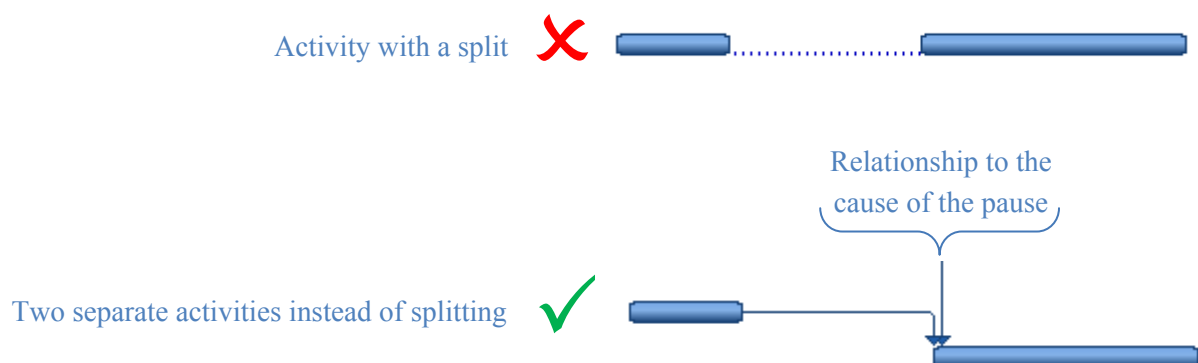 Activity with a split
Relationship to the
cause of the pause
Two separate activities instead of splitting